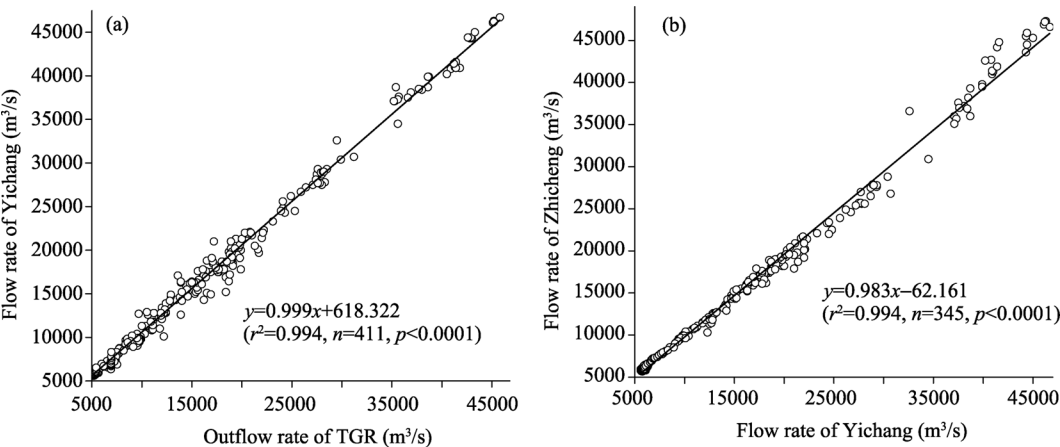 (a)
Flow rate of Yichang (m³/s)
45000
40000
35000
30000
25000
20000
15000
10000
5000
y=0.999x+618.322
(r²=0.994, n=411, p<0.0001)
5000 15000 25000 35000 45000
Outflow rate of TGR (m³/s)
(b)
Flow rate of Zhicheng (m³/s)
45000
40000
35000
30000
25000
20000
15000
10000
5000
y=0.983x−62.161
(r²=0.994, n=345, p<0.0001)
5000 15000 25000 35000 45000
Flow rate of Yichang (m³/s)